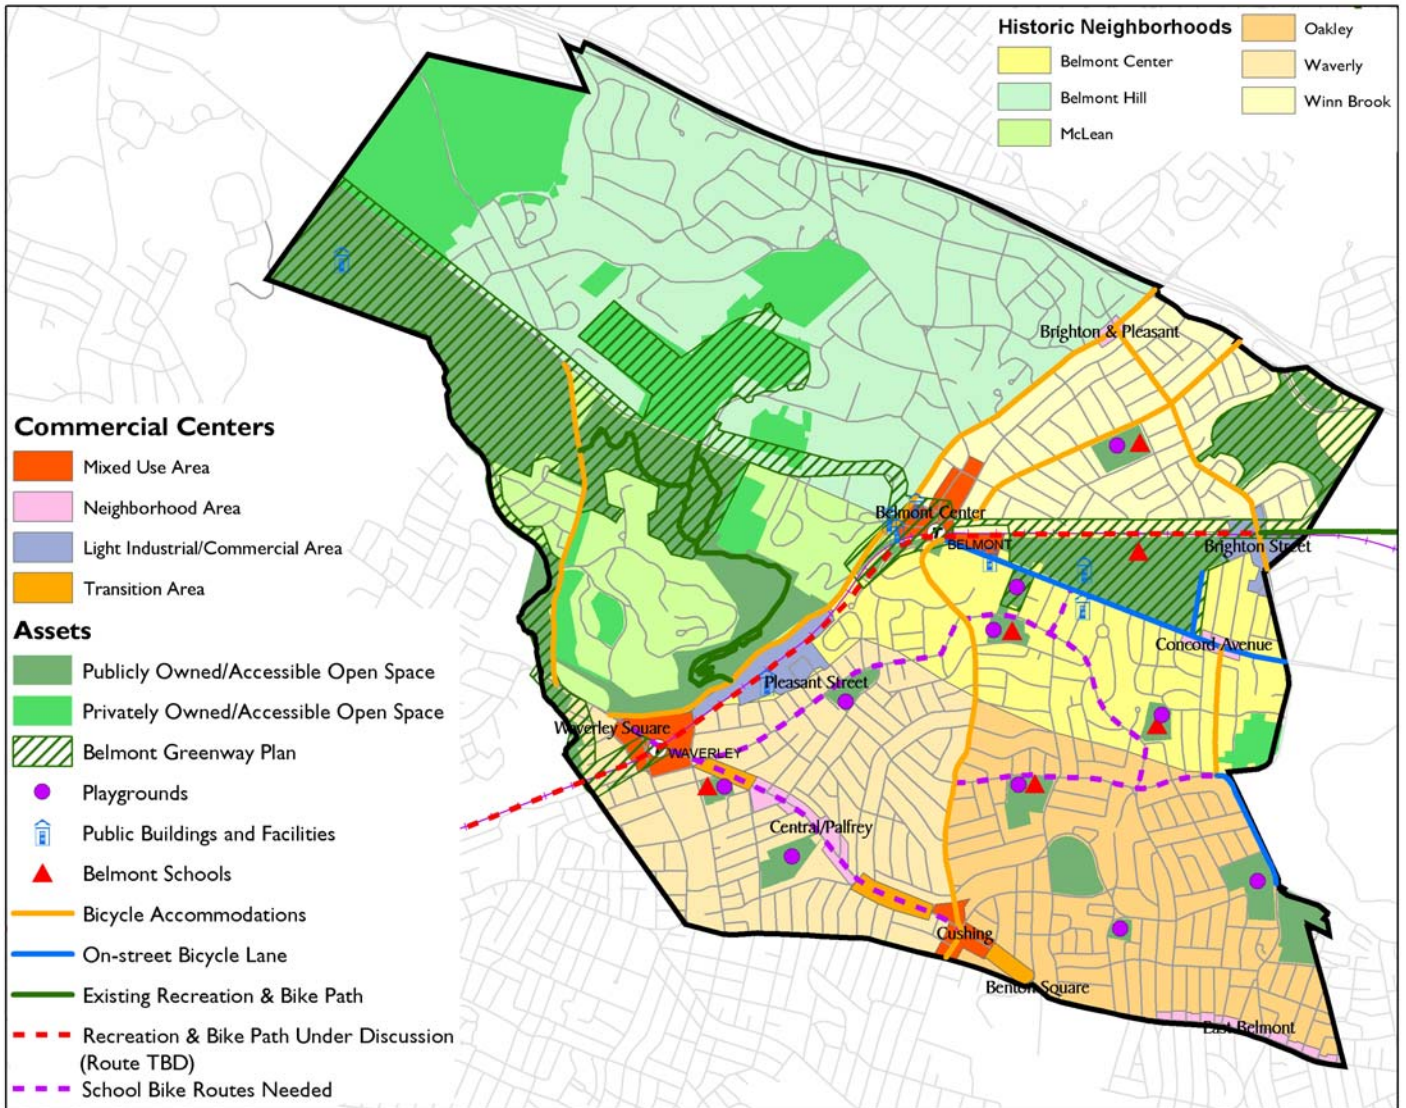 Historic Neighborhoods
Belmont Center
Belmont Hill
McLean
Oakley
Waverly
Winn Brook
Brighton & Pleasant
Commercial Centers
Mixed Use Area
Neighborhood Area
Light Industrial/Commercial Area
Transition Area
Assets
Publicly Owned/Accessible Open Space
Privately Owned/Accessible Open Space
Belmont Greenway Plan
Playgrounds
Public Buildings and Facilities
Belmont Schools
Bicycle Accommodations
On-street Bicycle Lane
Existing Recreation & Bike Path
Recreation & Bike Path Under Discussion
(Route TBD)
School Bike Routes Needed
Belmont Center
BELMONT
Brighton Street
Concord Avenue
Pleasant Street
Waverley Square
WAVERLEY
Central/Palfrey
Cushing
Benton Square
East Belmont